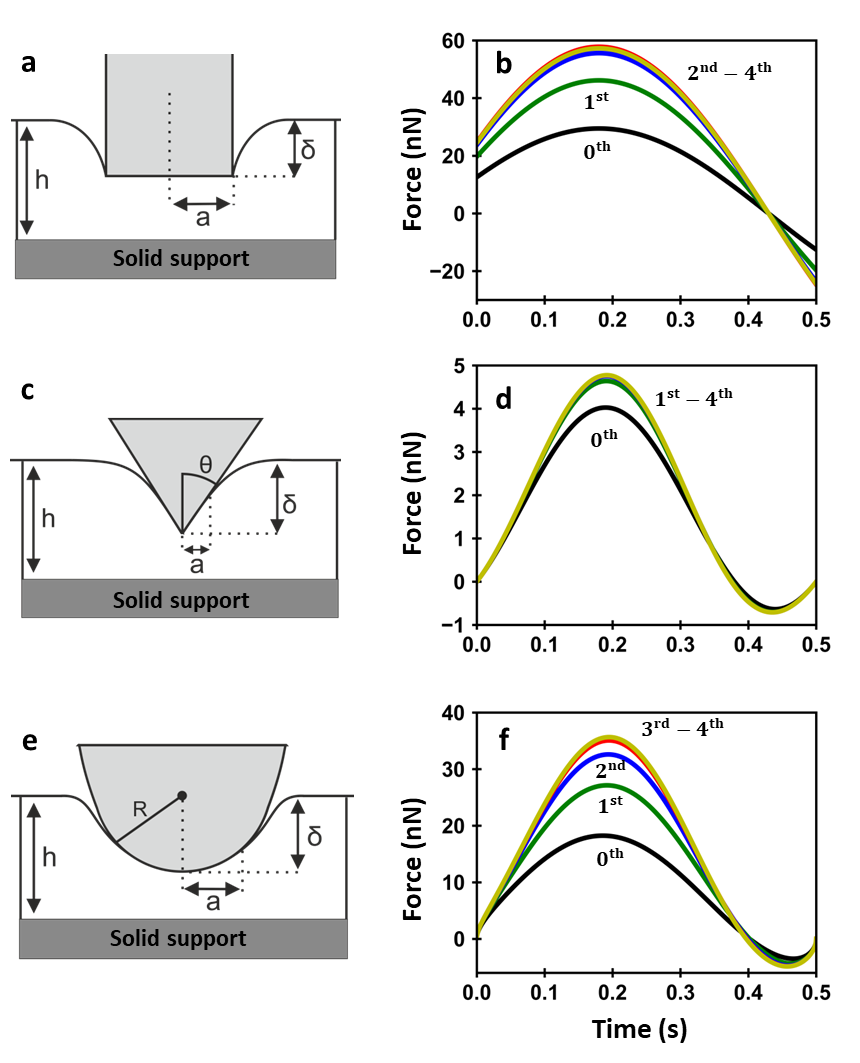 a
h
δ
a
Solid support
b
Force (nN)
60
40
20
0
−20
2ⁿᵈ − 4ᵗʰ
1ˢᵗ
0ᵗʰ
0.0 0.1 0.2 0.3 0.4 0.5
c
θ
h
δ
a
Solid support
d
Force (nN)
5
4
3
2
1
0
−1
1ˢᵗ − 4ᵗʰ
0ᵗʰ
0.0 0.1 0.2 0.3 0.4 0.5
e
R
h
δ
a
Solid support
f
Force (nN)
40
30
20
10
0
3ʳᵈ − 4ᵗʰ
2ⁿᵈ
1ˢᵗ
0ᵗʰ
0.0 0.1 0.2 0.3 0.4 0.5
Time (s)